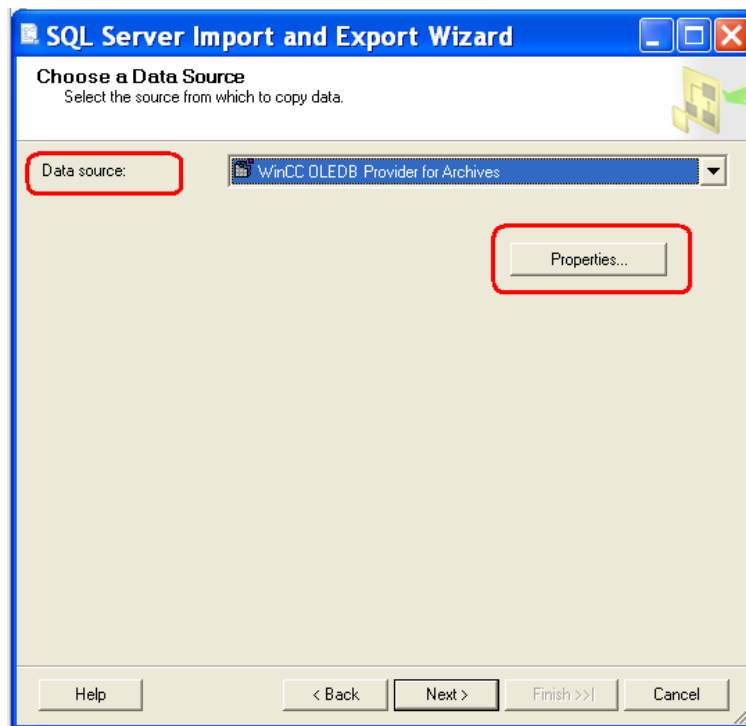 SQL Server Import and Export Wizard
Choose a Data Source
Select the source from which to copy data.
Data source:
WinCC OLEDB Provider for Archives
Properties...
Help
< Back
Next >
Finish >>|
Cancel